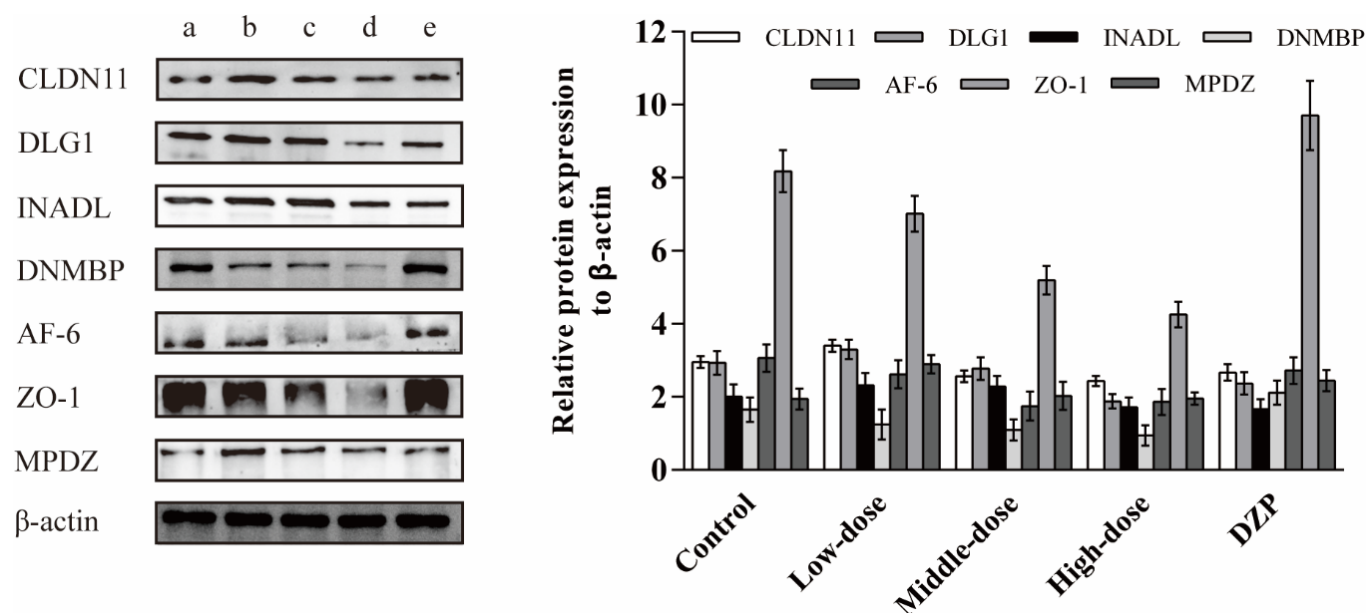 a b c d e
CLDN11
DLG1
INADL
DNMBP
AF-6
ZO-1
MPDZ
β-actin
Relative protein expression
to β-actin
12
10
8
6
4
2
0
CLDN11 DLG1 INADL DNMBP
AF-6 ZO-1 MPDZ
Control
Low-dose
Middle-dose
High-dose
DZP